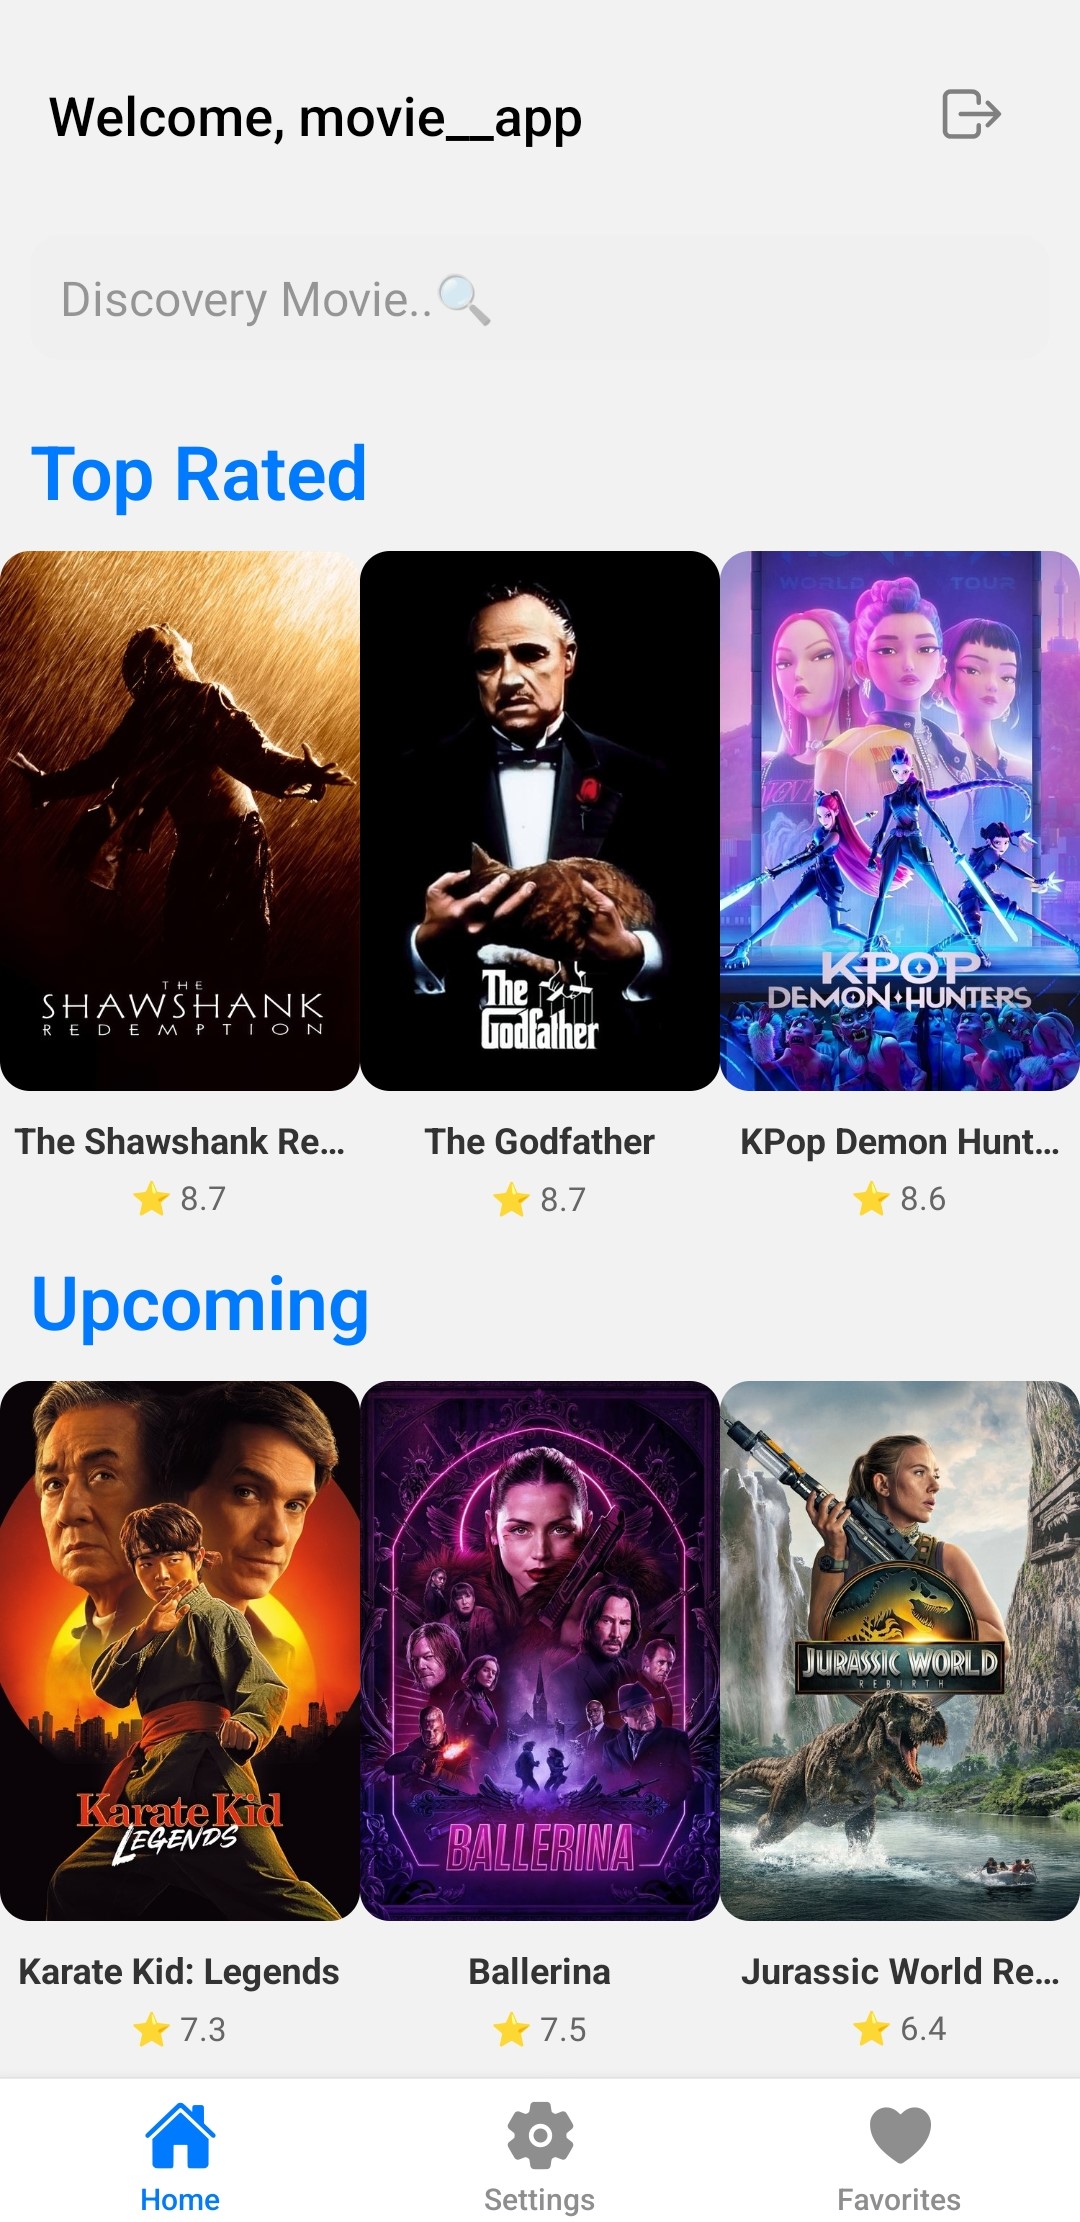 Welcome, movie__app
Discovery Movie..🔍
Top Rated
THE
SHAWSHANK
REDEMPTION
The
Godfather
WORLD TOUR
KPOP
DEMON HUNTERS
The Shawshank Re...
The Godfather
KPop Demon Hunt...
⭐ 8.7
⭐ 8.7
⭐ 8.6
Upcoming
Karate Kid
LEGENDS
BALLERINA
JURASSIC WORLD
REBIRTH
Karate Kid: Legends
Ballerina
Jurassic World Re...
⭐ 7.3
⭐ 7.5
⭐ 6.4
Home
Settings
Favorites